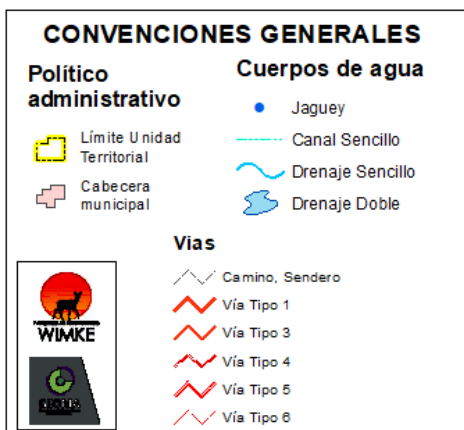 CONVENCIONES GENERALES
Político
administrativo
Límite Unidad
Territorial
Cabecera
municipal
Cuerpos de agua
Jaguey
Canal Sencillo
Drenaje Sencillo
Drenaje Doble
Vias
Camino, Sendero
Vía Tipo 1
Vía Tipo 3
Vía Tipo 4
Vía Tipo 5
Vía Tipo 6
WIMKE